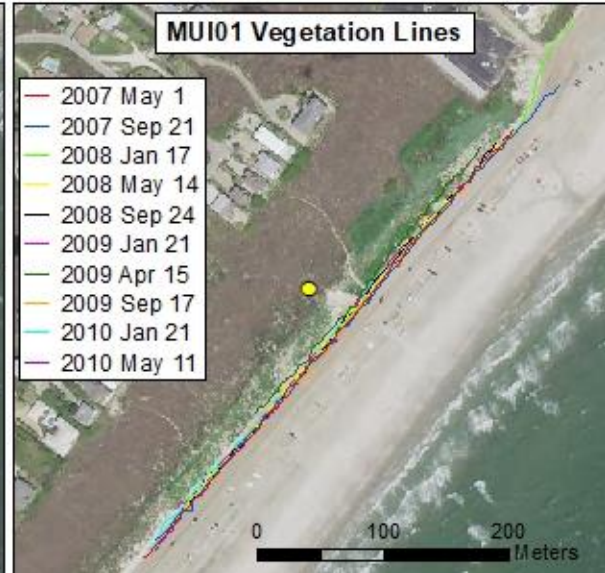 MUI01 Vegetation Lines
2007 May 1
2007 Sep 21
2008 Jan 17
2008 May 14
2008 Sep 24
2009 Jan 21
2009 Apr 15
2009 Sep 17
2010 Jan 21
2010 May 11
0 100 200
Meters